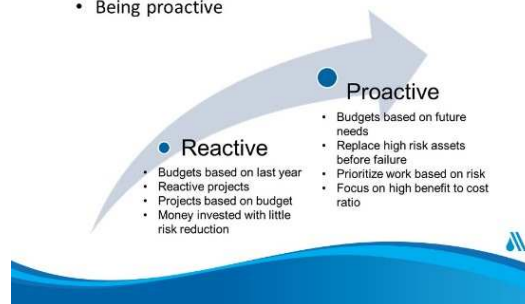 • Being proactive
Proactive
• Budgets based on future
needs
• Replace high risk assets
before failure
• Prioritize work based on risk
• Focus on high benefit to cost
ratio
Reactive
• Budgets based on last year
• Reactive projects
• Projects based on budget
• Money invested with little
risk reduction